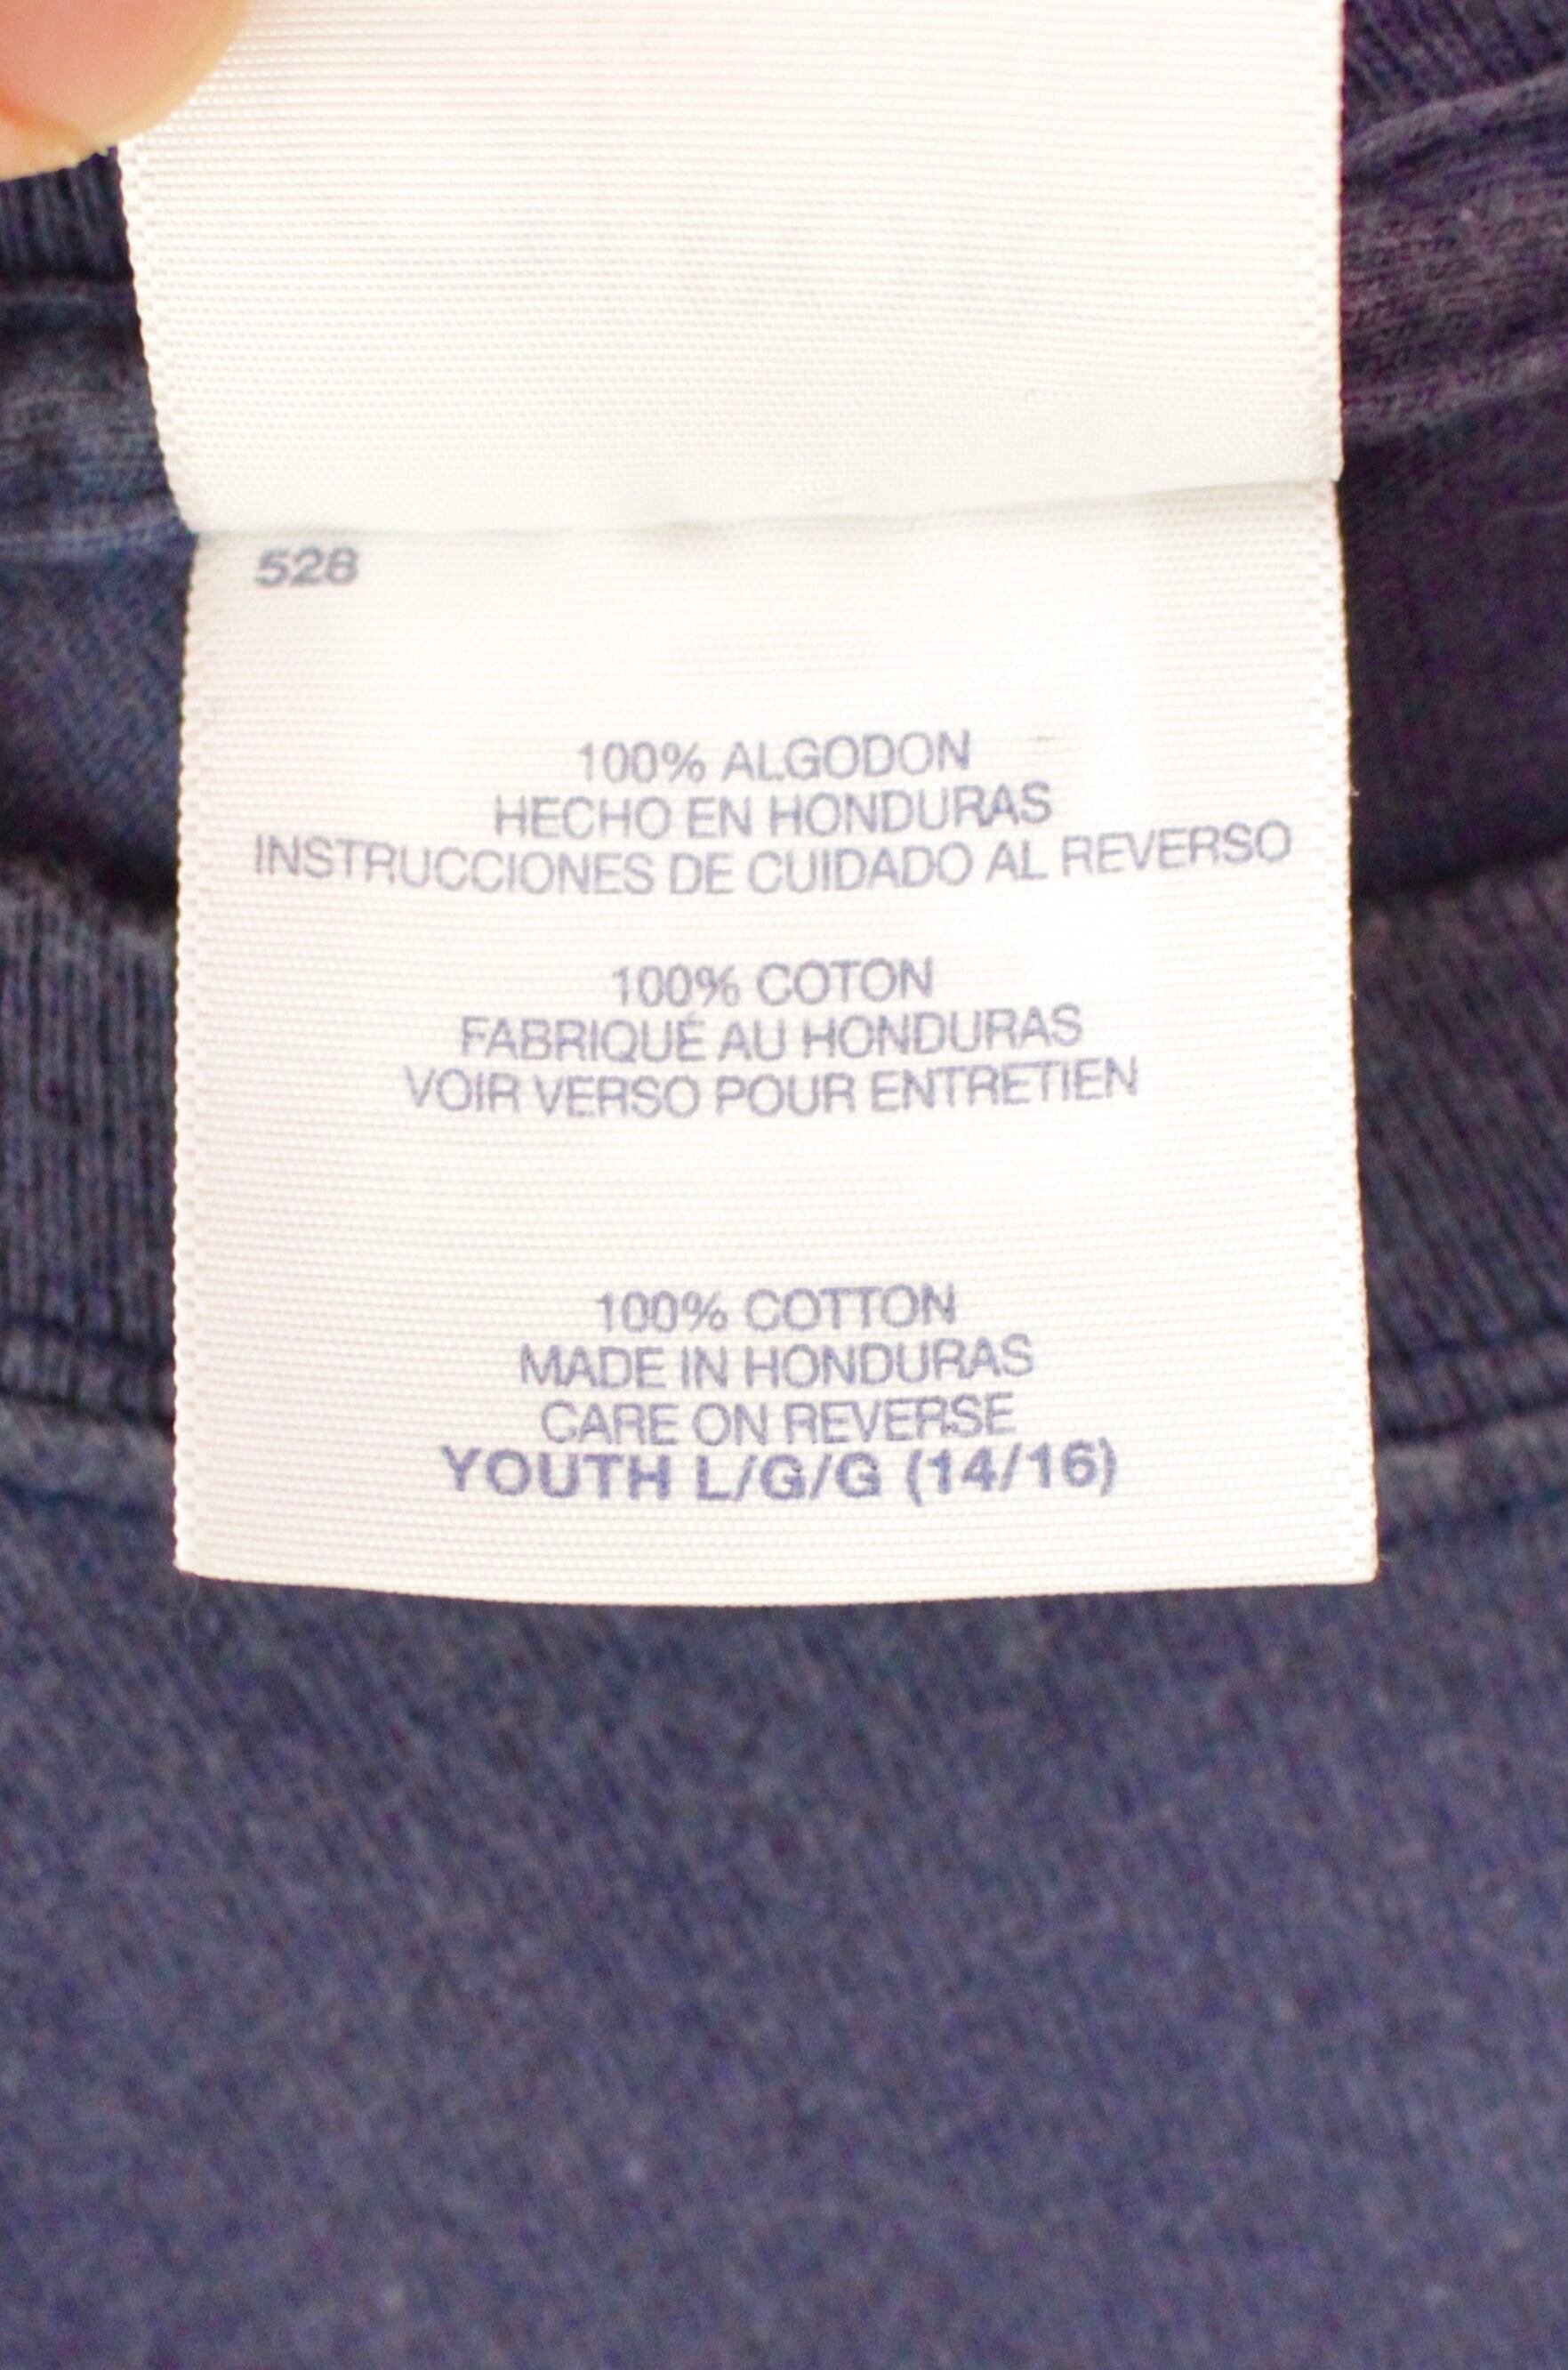 528
100% ALGODON
HECHO EN HONDURAS
INSTRUCCIONES DE CUIDADO AL REVERSO
100% COTON
FABRIQUÉ AU HONDURAS
VOIR VERSO POUR ENTRETIEN
100% COTTON
MADE IN HONDURAS
CARE ON REVERSE
YOUTH L/G/G (14/16)